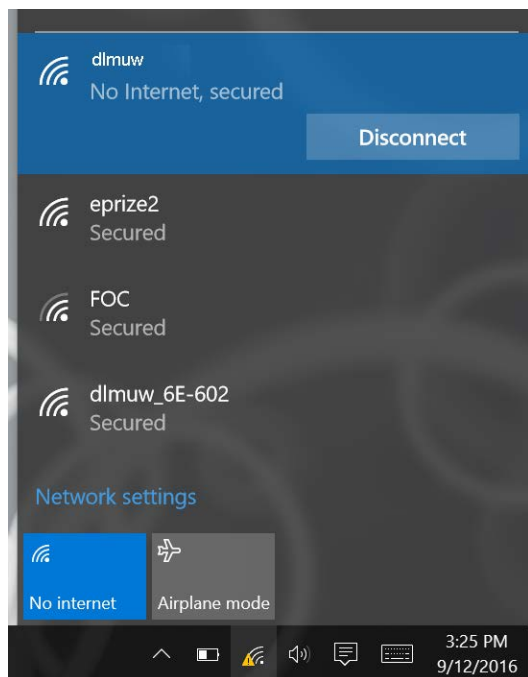 dlmuw
No Internet, secured
Disconnect
eprize2
Secured
FOC
Secured
dlmuw_6E-602
Secured
Network settings
No internet
Airplane mode
3:25 PM
9/12/2016